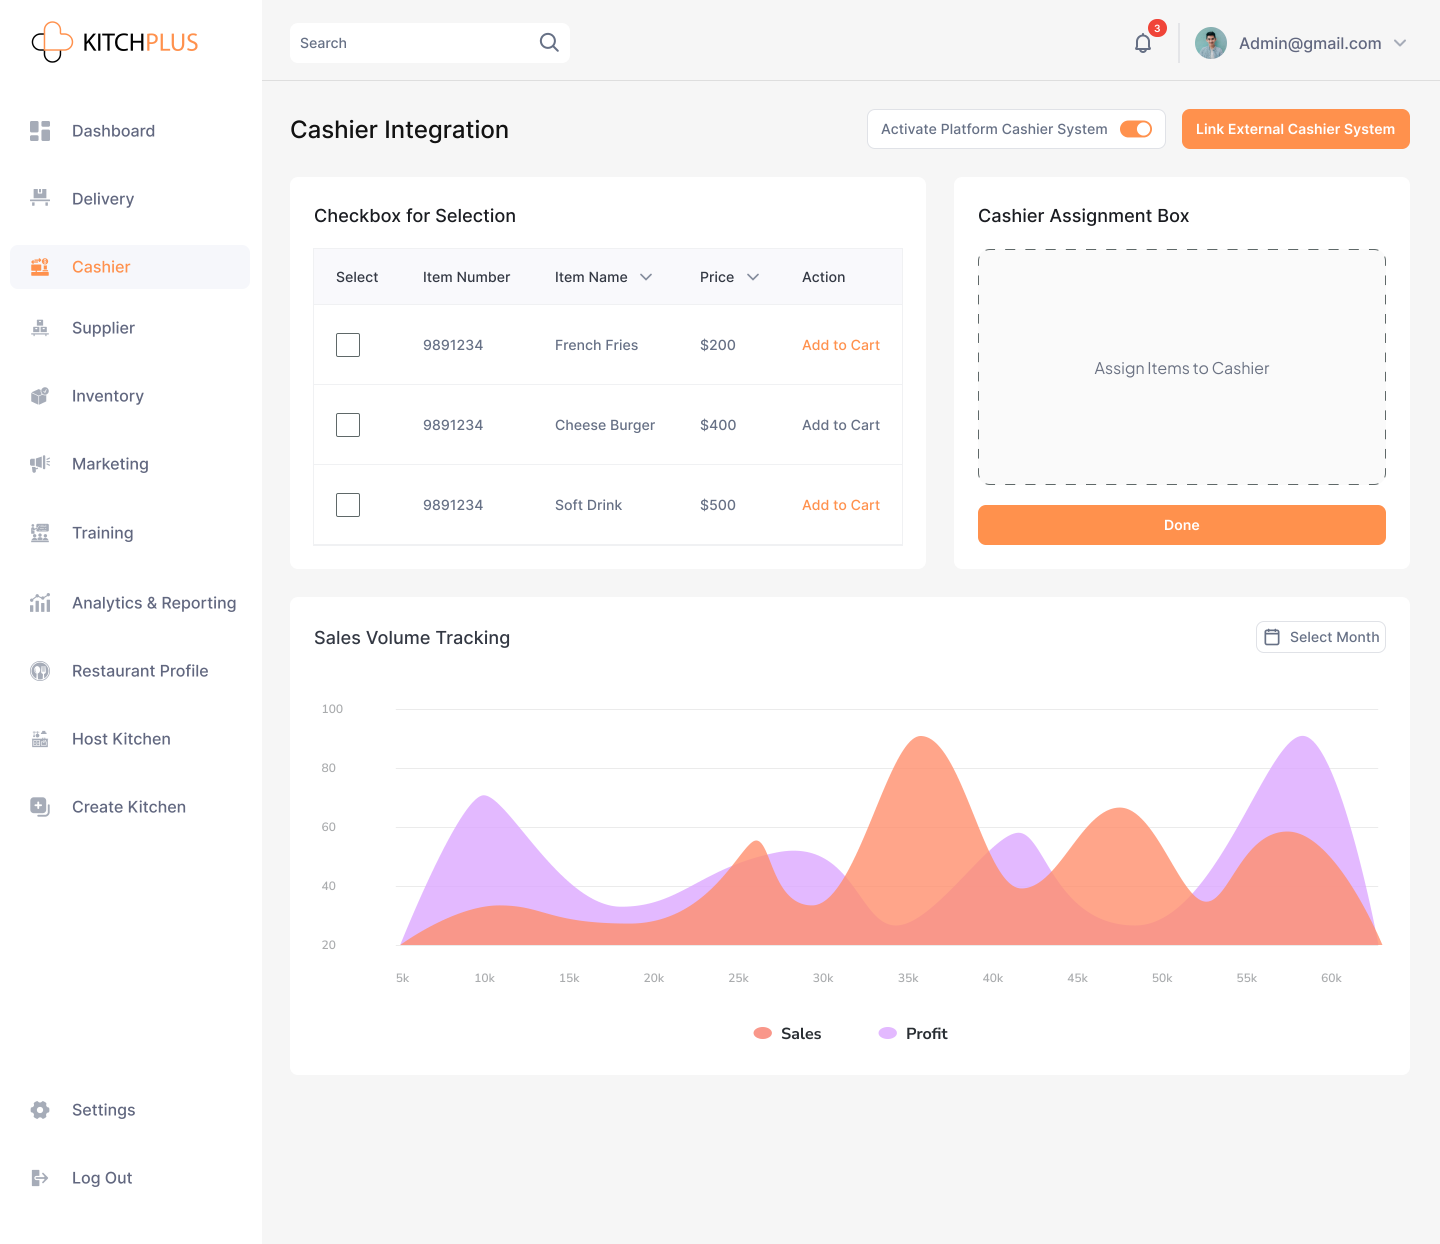 KITCHPLUS
Search
3
Admin@gmail.com
Dashboard
Delivery
Cashier
Supplier
Inventory
Marketing
Training
Analytics & Reporting
Restaurant Profile
Host Kitchen
Create Kitchen
Settings
Log Out
Cashier Integration
Activate Platform Cashier System
Link External Cashier System
Checkbox for Selection
Select Item Number Item Name Price Action
9891234 French Fries $200 Add to Cart
9891234 Cheese Burger $400 Add to Cart
9891234 Soft Drink $500 Add to Cart
Cashier Assignment Box
Assign Items to Cashier
Done
Sales Volume Tracking
Select Month
100
80
60
40
20
5k 10k 15k 20k 25k 30k 35k 40k 45k 50k 55k 60k
Sales Profit